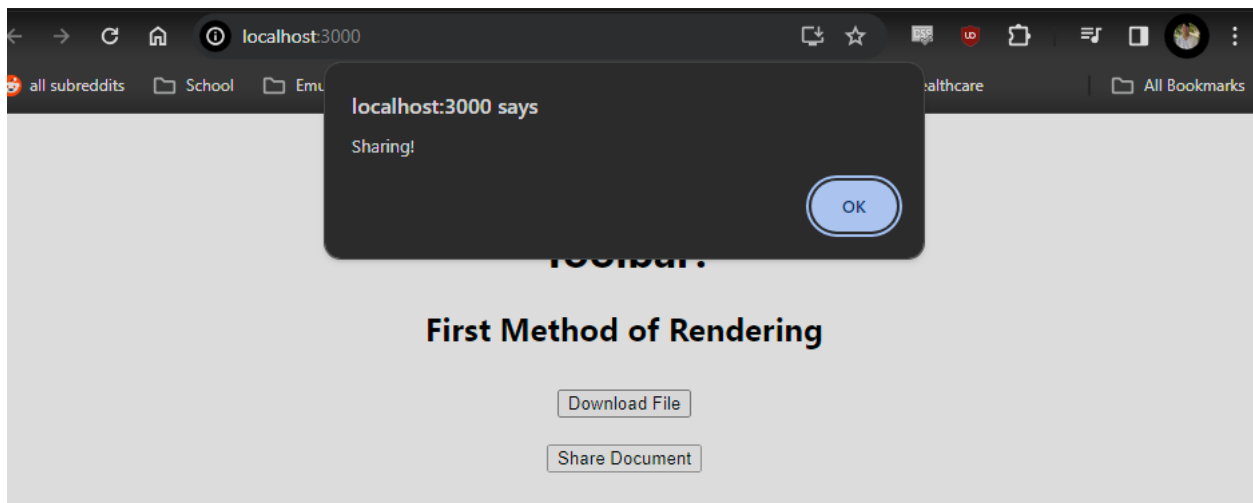 localhost:3000
all subreddits School Emu ealthcare All Bookmarks
localhost:3000 says
Sharing!
OK
First Method of Rendering
Download File
Share Document